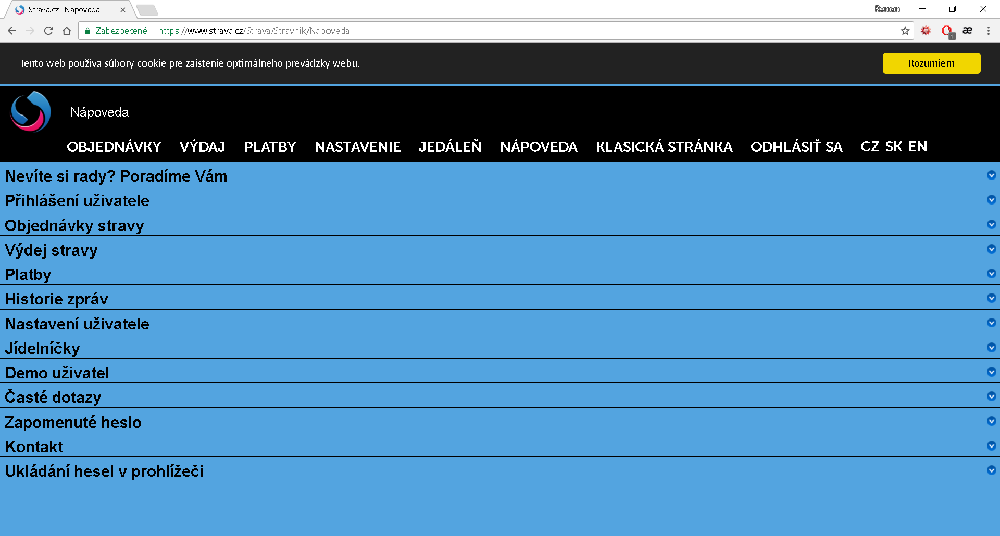 Strava.cz | Nápoveda
Roman
Zabezpečené https://www.strava.cz/Strava/Stravnik/Napoveda
1
æ
Tento web používa súbory cookie pre zaistenie optimálneho prevádzky webu.
Rozumiem
Nápoveda
OBJEDNÁVKY VÝDAJ PLATBY NASTAVENIE JEDÁLEŇ NÁPOVEDA KLASICKÁ STRÁNKA ODHLÁSIŤ SA CZ SK EN
Nevíte si rady? Poradíme Vám
Přihlášení uživatele
Objednávky stravy
Výdej stravy
Platby
Historie zpráv
Nastavení uživatele
Jídelníčky
Demo uživatel
Časté dotazy
Zapomenuté heslo
Kontakt
Ukládání hesel v prohlížeči